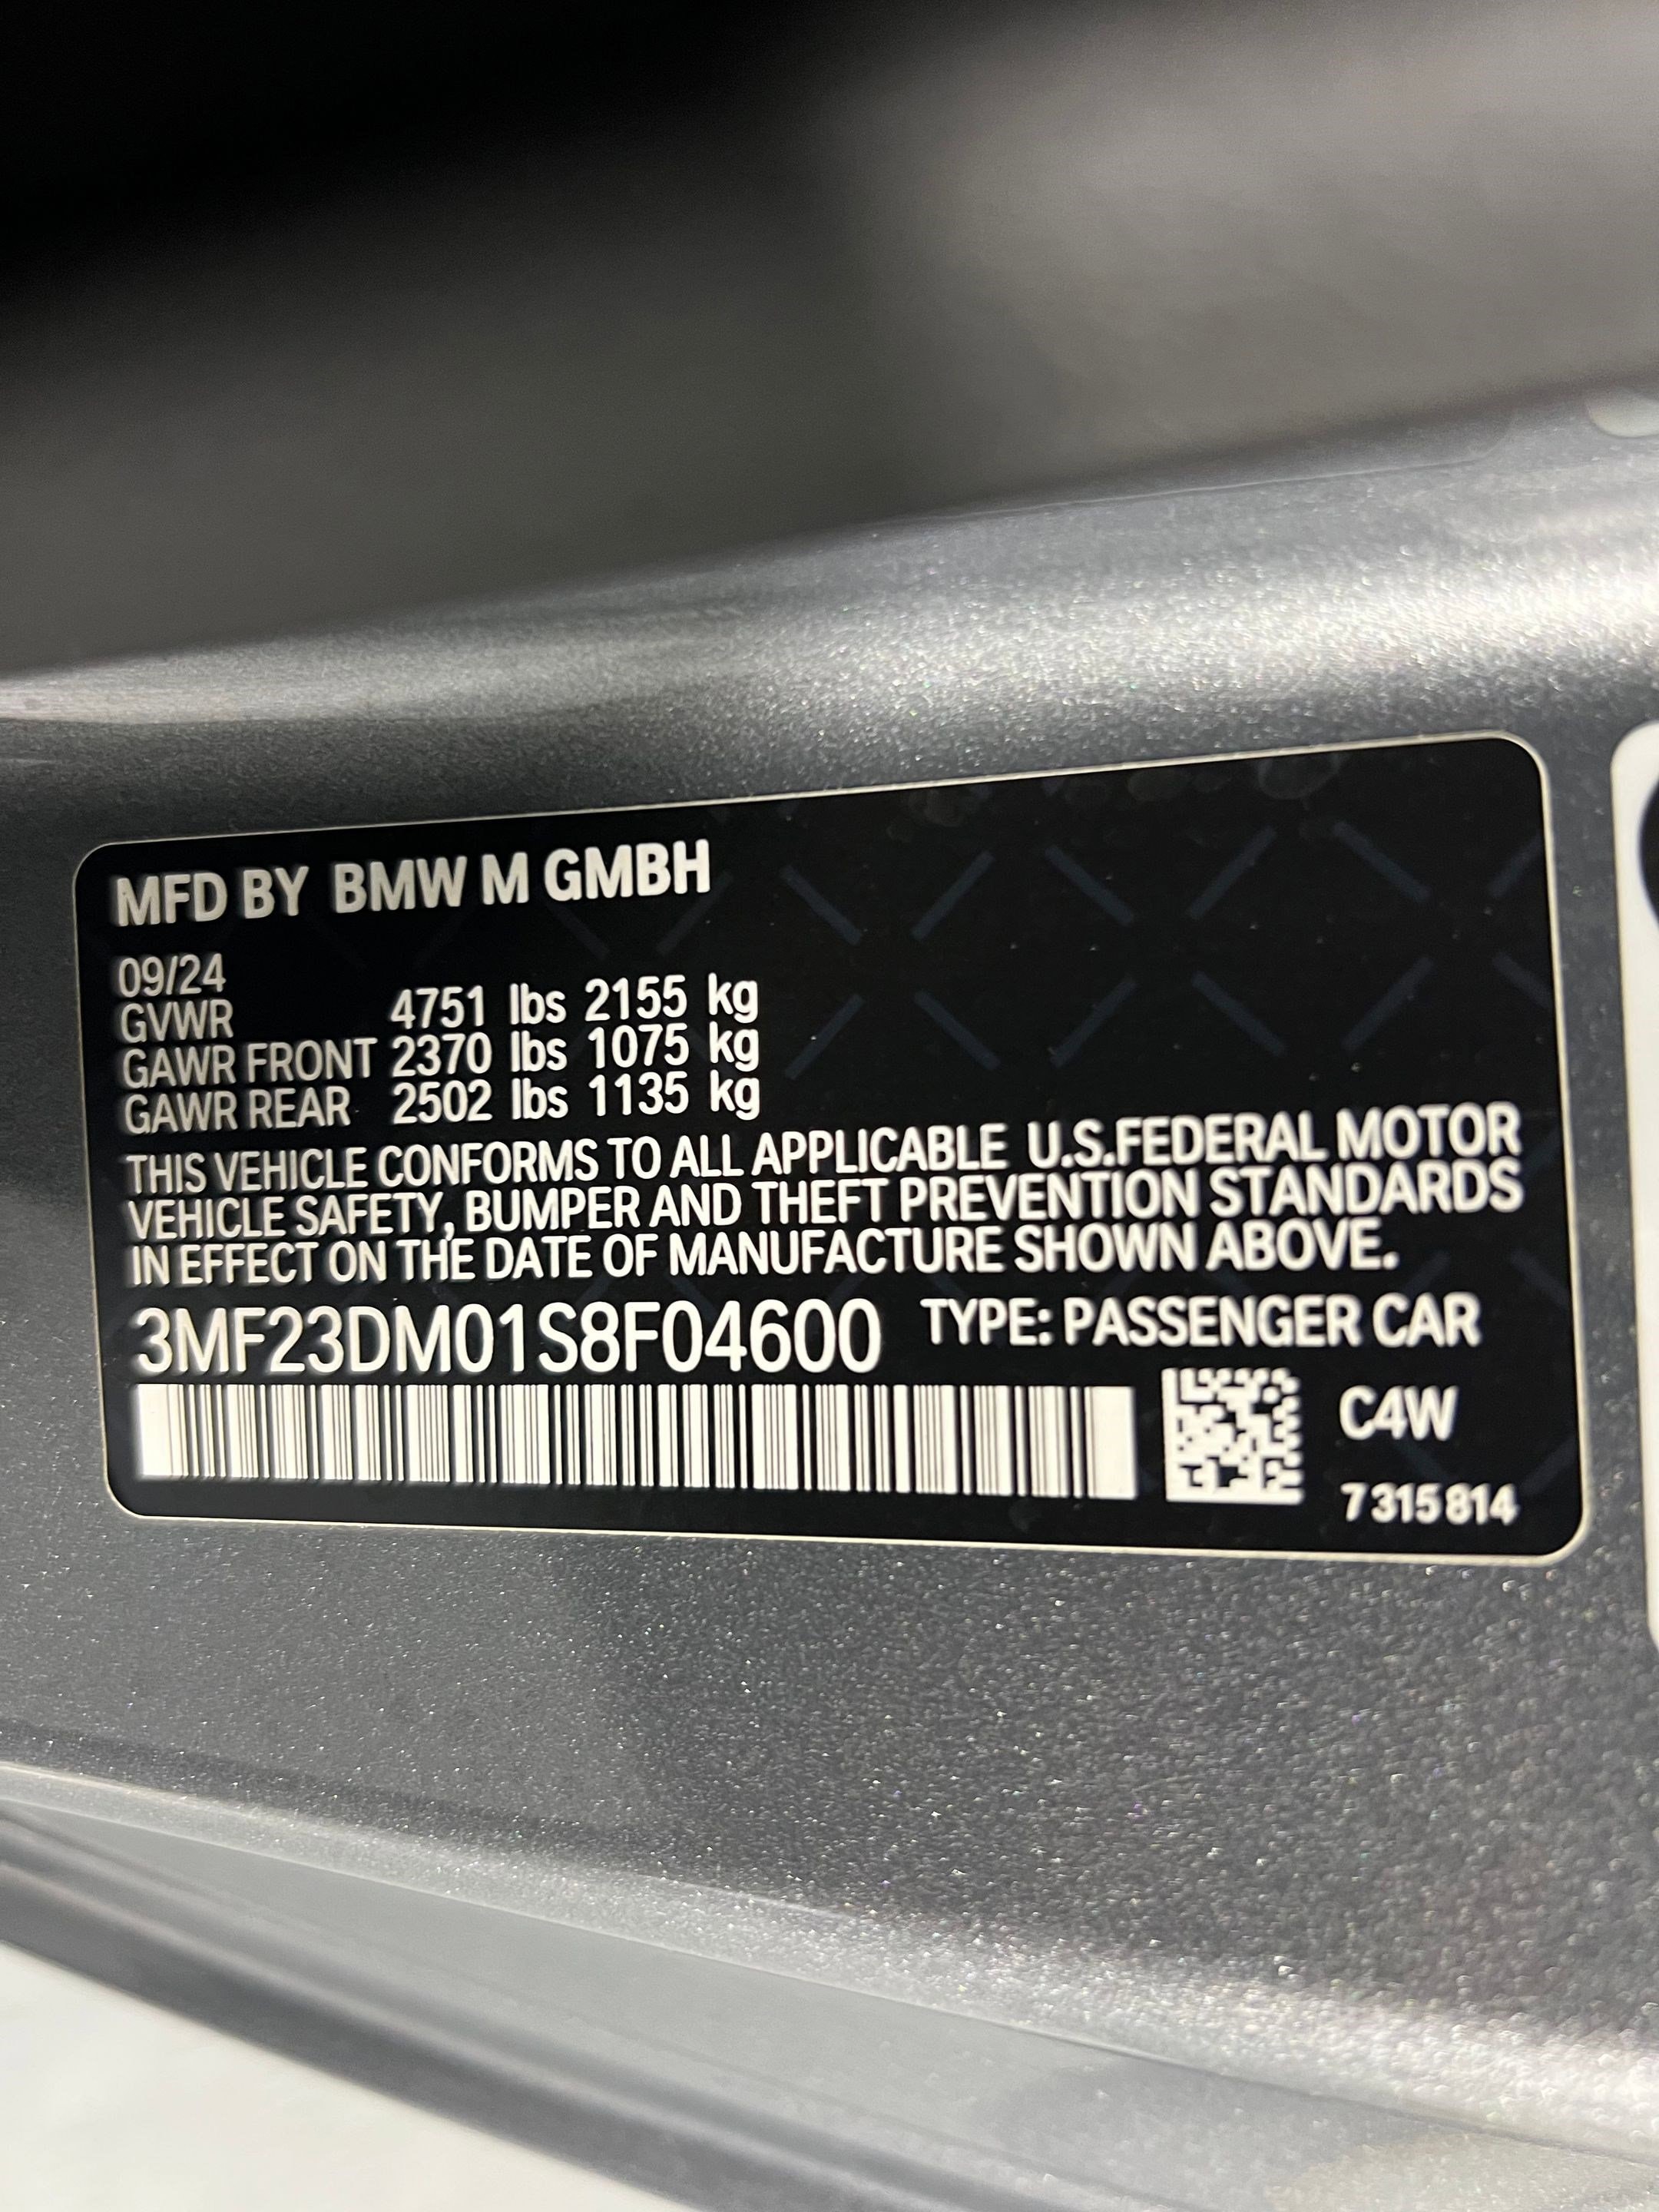 MFD BY BMW M GMBH
09/24
GVWR 4751 lbs 2155 kg
GAWR FRONT 2370 lbs 1075 kg
GAWR REAR 2502 lbs 1135 kg
THIS VEHICLE CONFORMS TO ALL APPLICABLE U.S.FEDERAL MOTOR
VEHICLE SAFETY, BUMPER AND THEFT PREVENTION STANDARDS
IN EFFECT ON THE DATE OF MANUFACTURE SHOWN ABOVE.
3MF23DM01S8F04600 TYPE: PASSENGER CAR
C4W
7 315 814